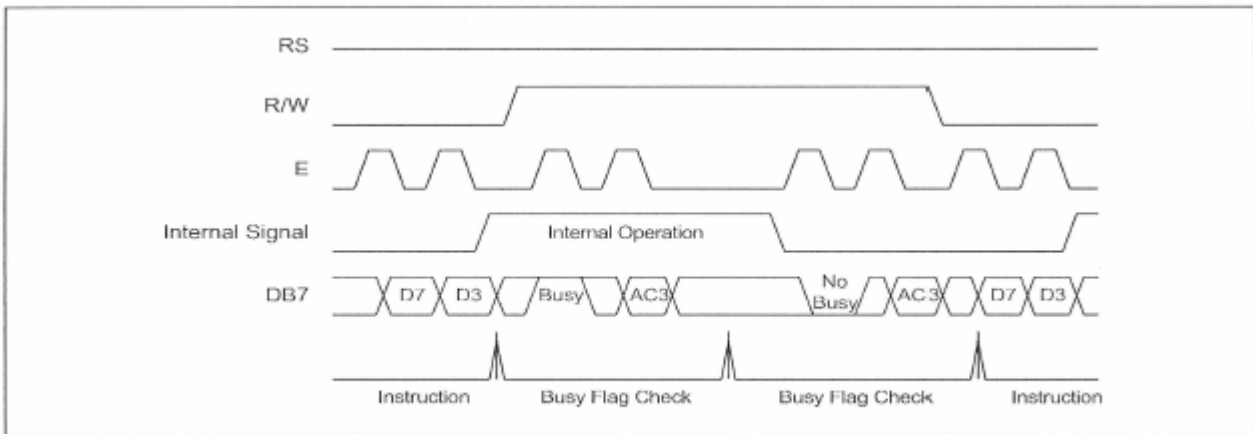 RS
R/W
E
Internal Signal
Internal Operation
DB7
D7
D3
Busy
AC3
No
Busy
AC3
D7
D3
Instruction
Busy Flag Check
Busy Flag Check
Instruction